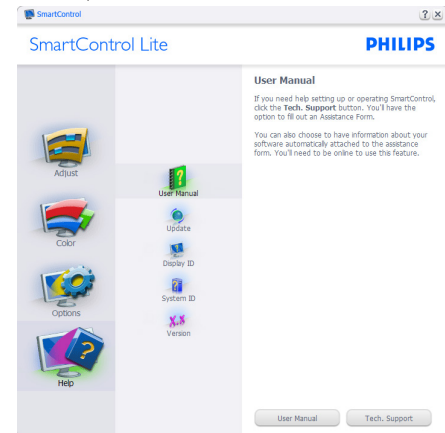 SmartControl
? ×
SmartControl Lite
PHILIPS
Adjust
Color
Options
Help
User Manual
Update
Display ID
System ID
X.X
Version
User Manual
If you need help setting up or operating SmartControl,
click the Tech. Support button. You'll have the
option to fill out an Assistance Form.
You can also choose to have information about your
software automatically attached to the assistance
form. You'll need to be online to use this feature.
User Manual
Tech. Support